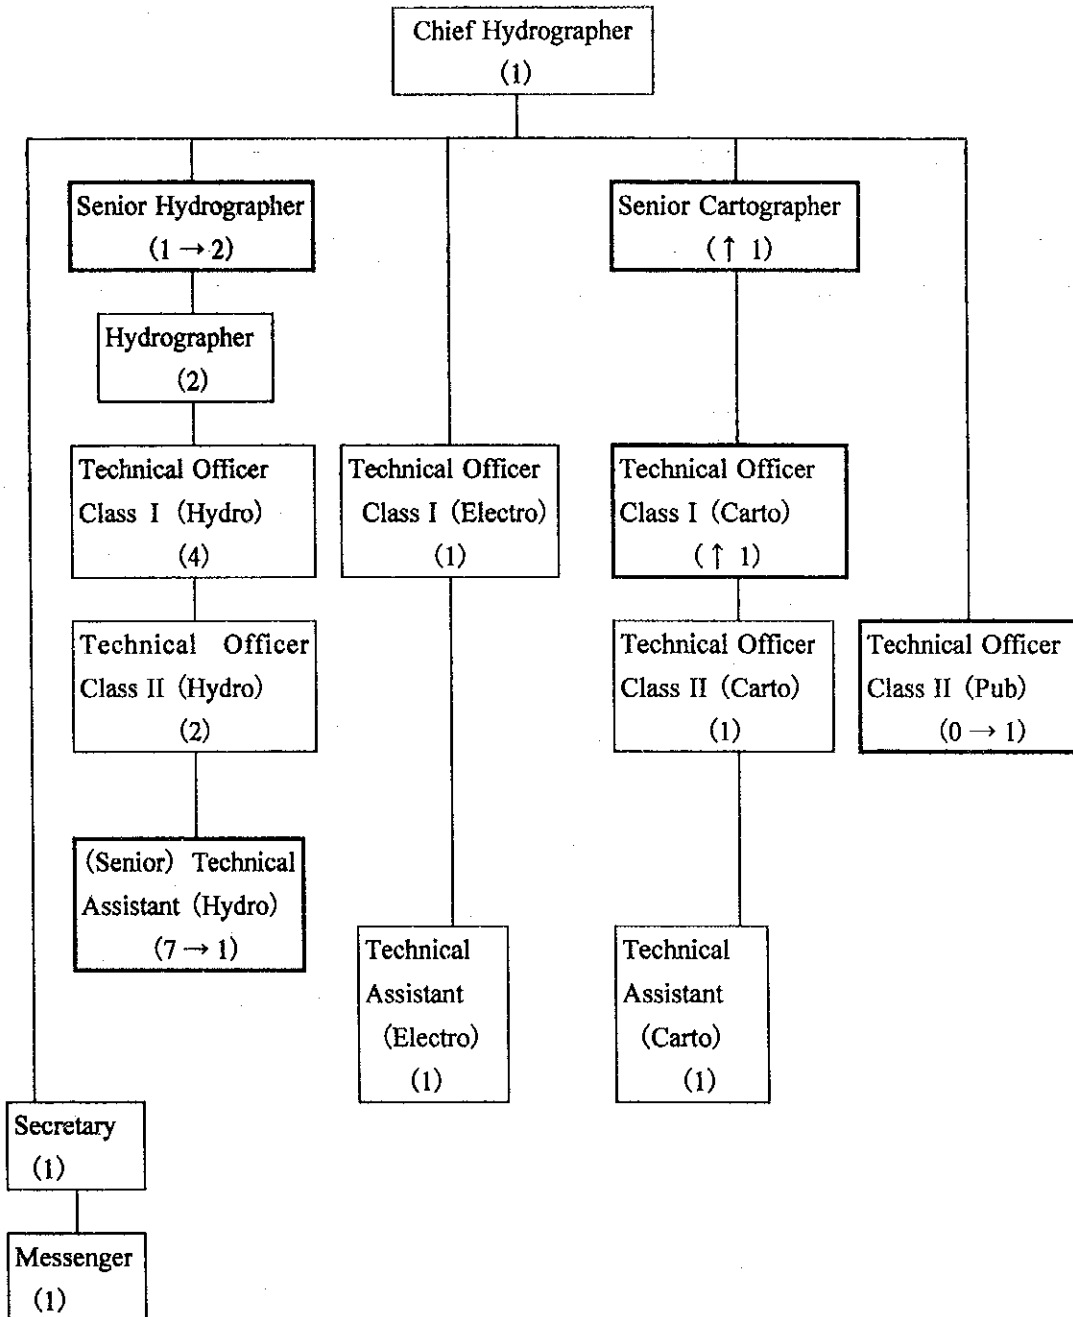 Chief Hydrographer
(1)
Senior Hydrographer
(1 → 2)
Senior Cartographer
(↑ 1)
Hydrographer
(2)
Technical Officer
Class I (Hydro)
(4)
Technical Officer
Class I (Electro)
(1)
Technical Officer
Class I (Carto)
(↑ 1)
Technical Officer
Class II (Hydro)
(2)
Technical Officer
Class II (Carto)
(1)
Technical Officer
Class II (Pub)
(0 → 1)
(Senior) Technical
Assistant (Hydro)
(7 → 1)
Technical
Assistant
(Electro)
(1)
Technical
Assistant
(Carto)
(1)
Secretary
(1)
Messenger
(1)